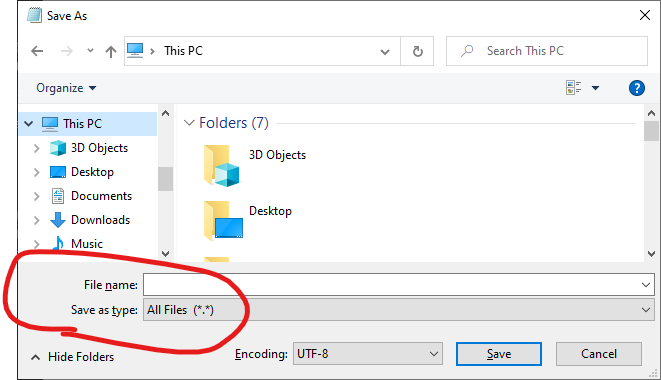 Save As
This PC
Search This PC
Organize
This PC
3D Objects
Desktop
Documents
Downloads
Music
Folders (7)
3D Objects
Desktop
File name:
Save as type: All Files (*.*)
Hide Folders
Encoding: UTF-8
Save
Cancel